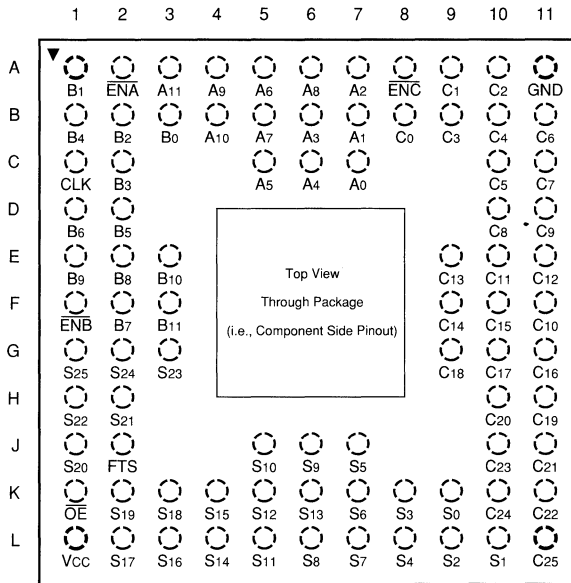 1 2 3 4 5 6 7 8 9 10 11
A
B1 E̅N̅A̅ A11 A9 A6 A8 A2 E̅N̅C̅ C1 C2 GND
B
B4 B2 B0 A10 A7 A3 A1 C0 C3 C4 C6
C
CLK B3 A5 A4 A0 C5 C7
D
B6 B5 C8 C9
E
B9 B8 B10 C13 C11 C12
Top View
F
Through Package
E̅N̅B̅ B7 B11 C14 C15 C10
(i.e., Component Side Pinout)
G
S25 S24 S23 C18 C17 C16
H
S22 S21 C20 C19
J
S20 FTS S10 S9 S5 C23 C21
K
O̅E̅ S19 S18 S15 S12 S13 S6 S3 S0 C24 C22
L
VCC S17 S16 S14 S11 S8 S7 S4 S2 S1 C25